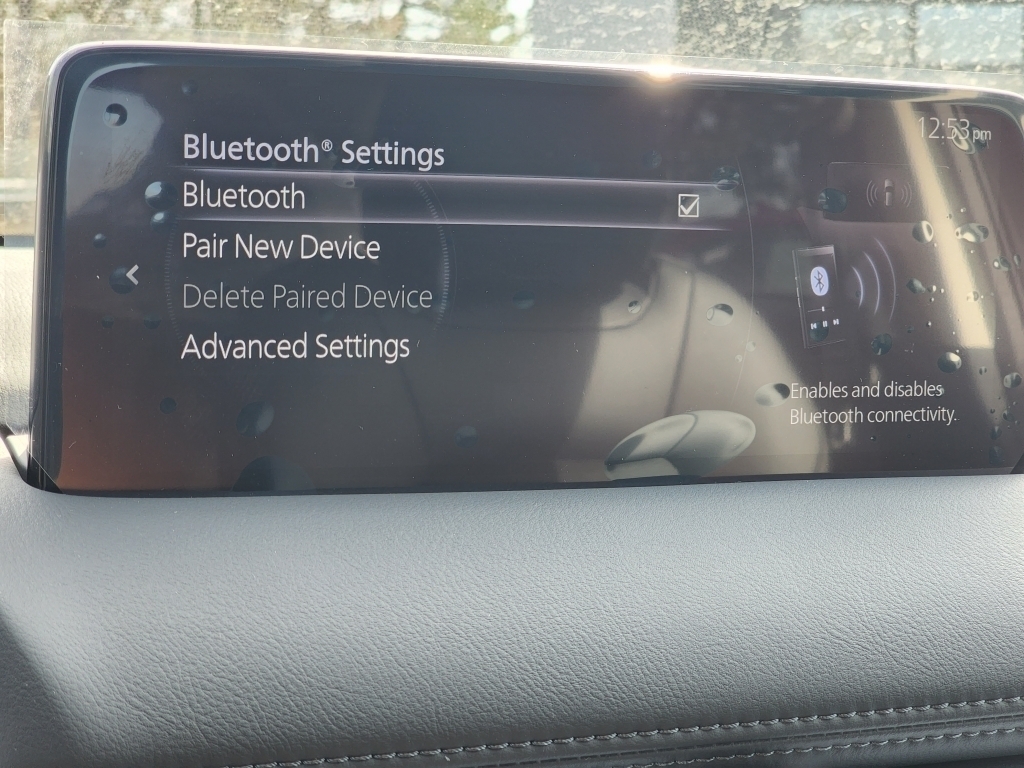 12:53 pm
Bluetooth® Settings
Bluetooth
Pair New Device
Delete Paired Device
Advanced Settings
Enables and disables
Bluetooth connectivity.